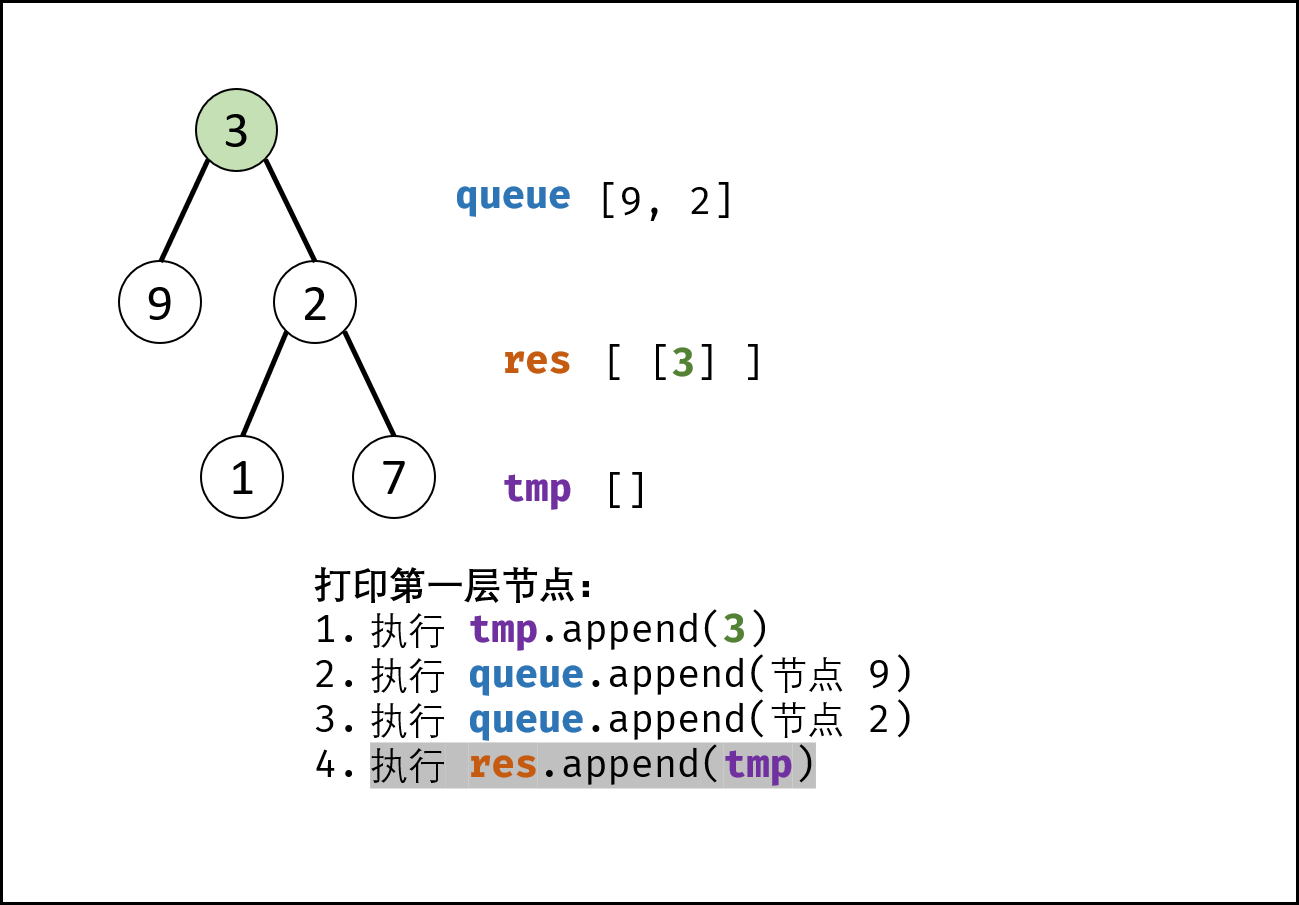 3
9
2
1
7
queue [9, 2]
res [ [3] ]
tmp []
打印第一层节点:
1. 执行 tmp.append(3)
2. 执行 queue.append(节点 9)
3. 执行 queue.append(节点 2)
4. 执行 res.append(tmp)